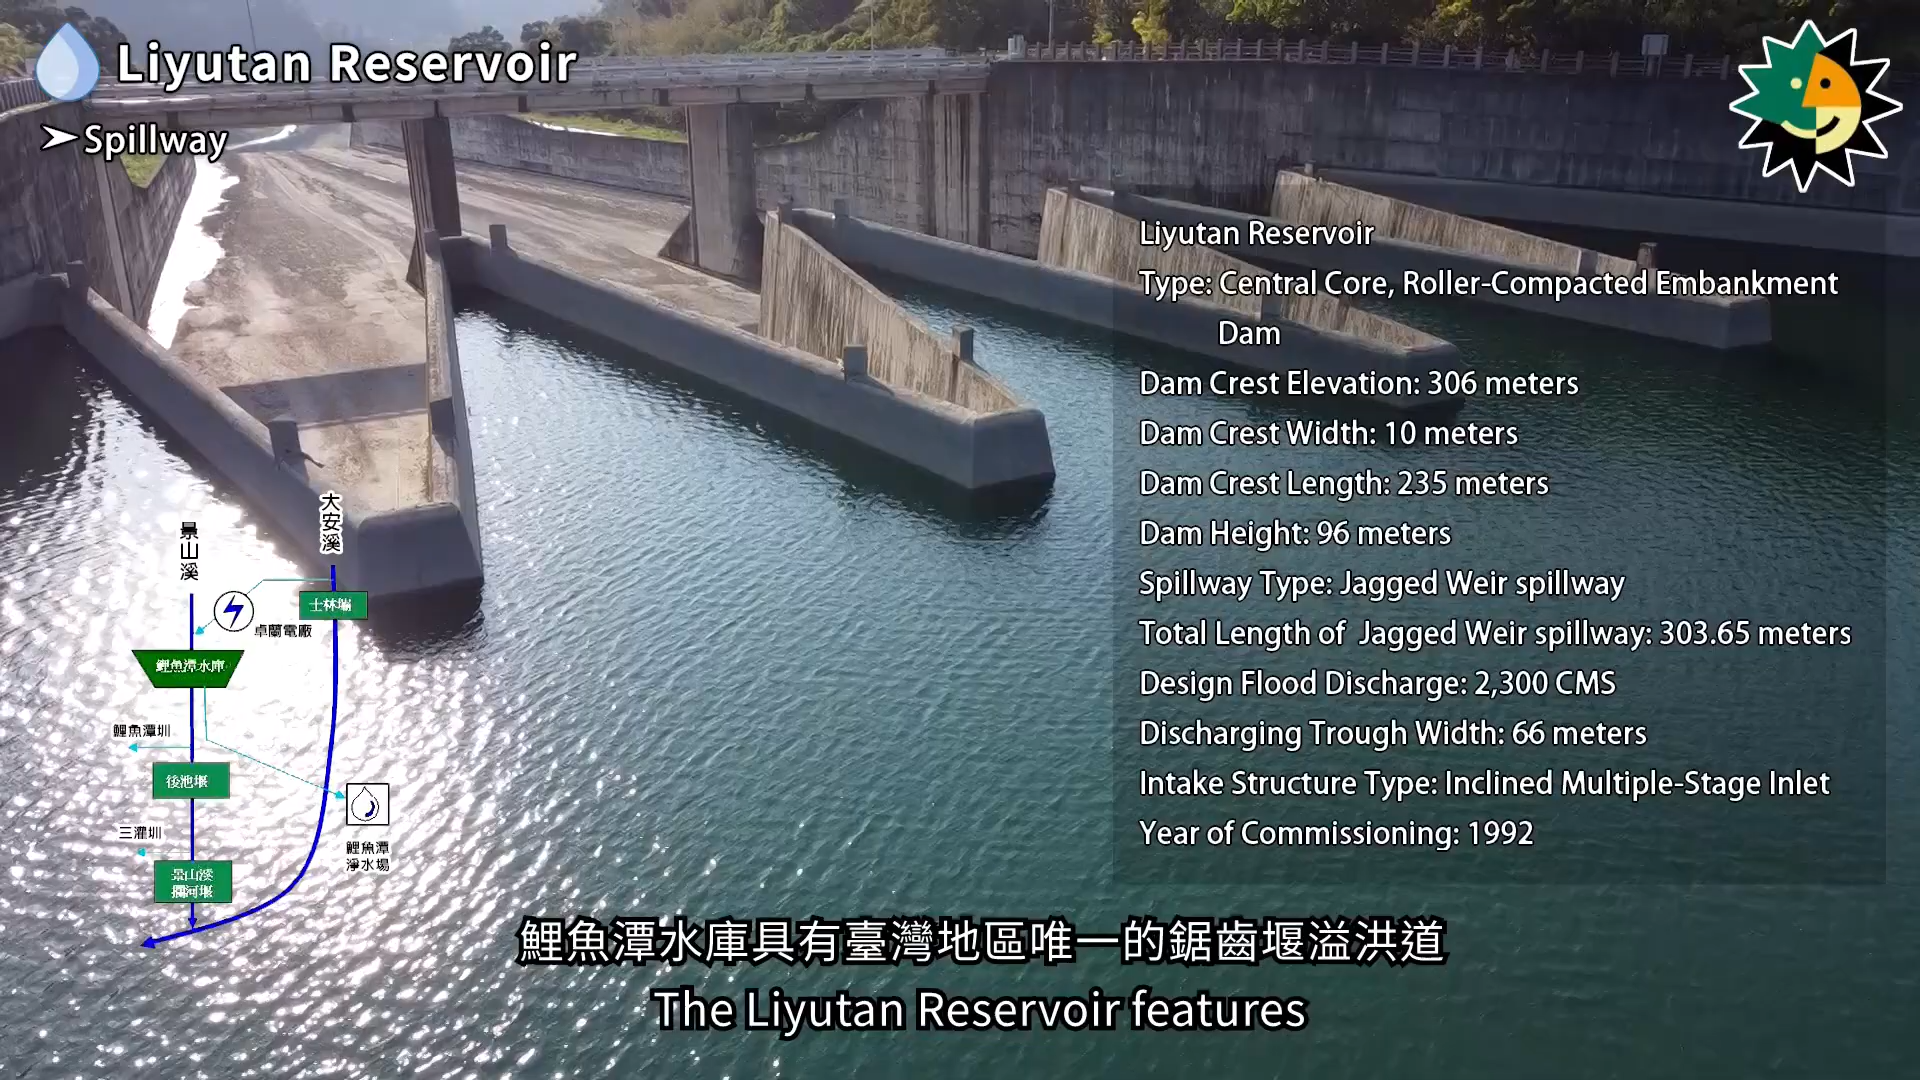 Liyutan Reservoir
Spillway
Liyutan Reservoir
Type: Central Core, Roller-Compacted Embankment
Dam
Dam Crest Elevation: 306 meters
Dam Crest Width: 10 meters
Dam Crest Length: 235 meters
Dam Height: 96 meters
Spillway Type: Jagged Weir spillway
Total Length of Jagged Weir spillway: 303.65 meters
Design Flood Discharge: 2,300 CMS
Discharging Trough Width: 66 meters
Intake Structure Type: Inclined Multiple-Stage Inlet
Year of Commissioning: 1992
大安溪
景山溪
士林壩
卓蘭電廠
鯉魚潭水庫
鯉魚潭圳
後池堰
三灌圳
鯉魚潭
淨水場
景山溪
攔河堰
鯉魚潭水庫具有臺灣地區唯一的鋸齒堰溢洪道
The Liyutan Reservoir features